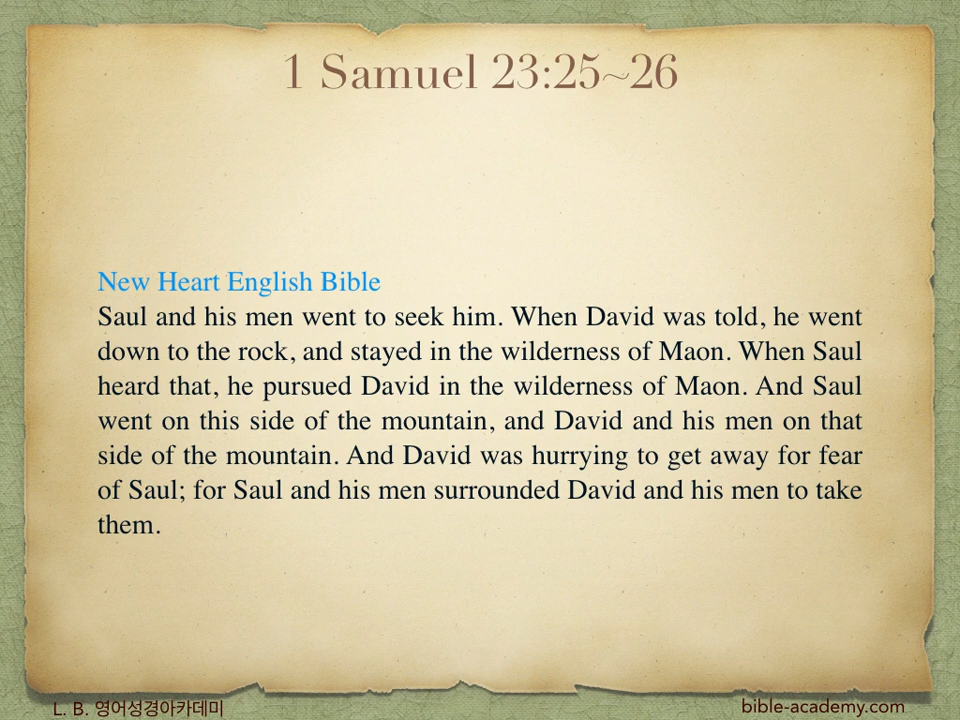 1 Samuel 23:25~26
New Heart English Bible
Saul and his men went to seek him. When David was told, he went
down to the rock, and stayed in the wilderness of Maon. When Saul
heard that, he pursued David in the wilderness of Maon. And Saul
went on this side of the mountain, and David and his men on that
side of the mountain. And David was hurrying to get away for fear
of Saul; for Saul and his men surrounded David and his men to take
them.
L. B. 영어성경아카데미
bible-academy.com